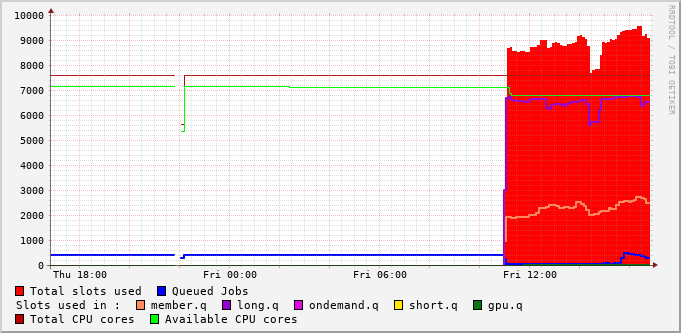 10000
9000
8000
7000
6000
5000
4000
3000
2000
1000
0
Thu 18:00 Fri 00:00 Fri 06:00 Fri 12:00
RRDTOOL / TOBI OETIKER
Total slots used Queued Jobs
Slots used in : member.q long.q ondemand.q short.q gpu.q
Total CPU cores Available CPU cores